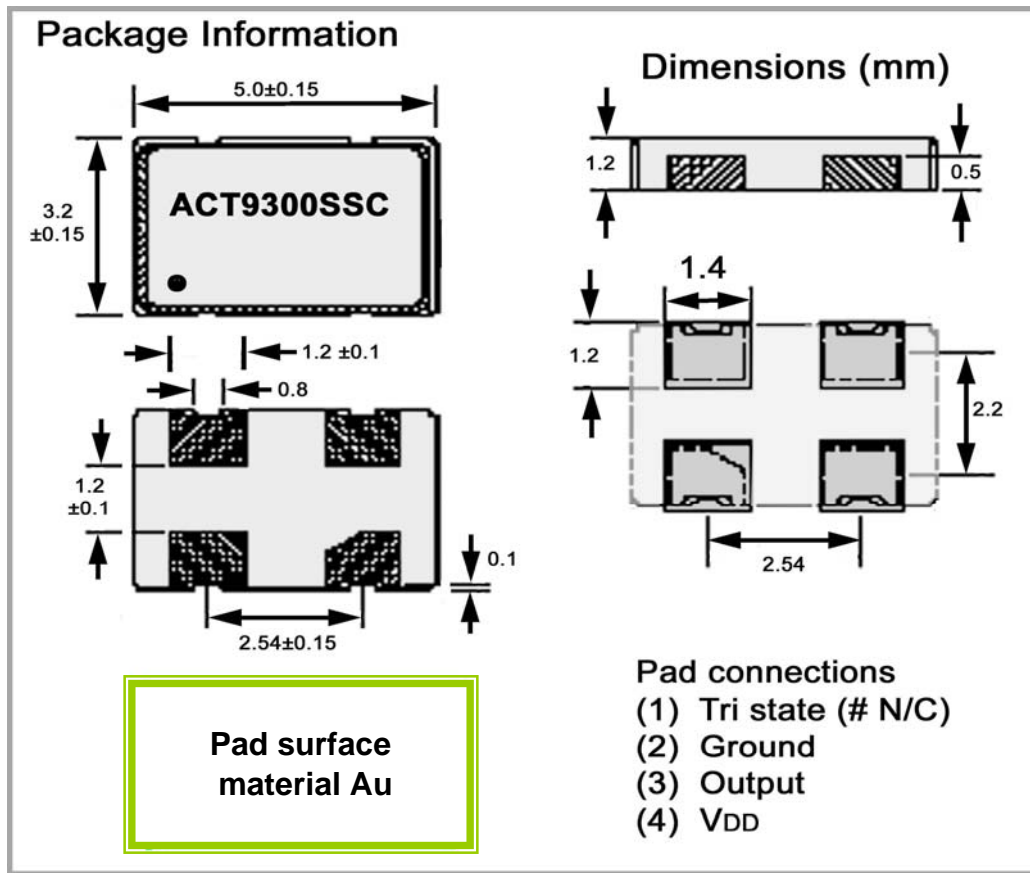 Package Information
5.0±0.15
3.2
±0.15
ACT9300SSC
1.2 ±0.1
0.8
1.2
±0.1
0.1
2.54±0.15
Pad surface
material Au
Dimensions (mm)
1.2
0.5
1.4
1.2
2.2
2.54
Pad connections
(1) Tri state (# N/C)
(2) Ground
(3) Output
(4) VDD